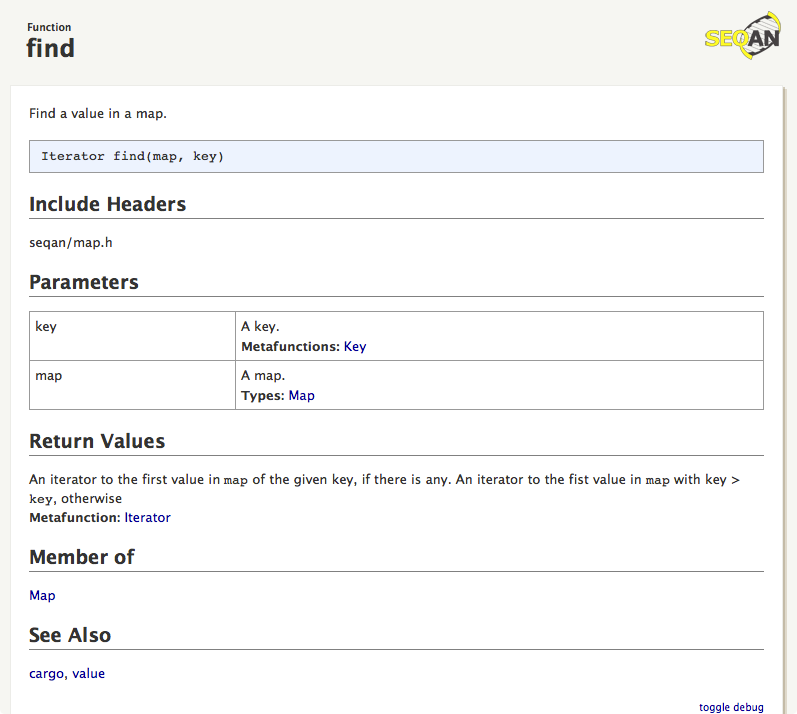 Function
find
SEQAN
Find a value in a map.
Iterator find(map, key)
Include Headers
seqan/map.h
Parameters
key
A key.
Metafunctions: Key
map
A map.
Types: Map
Return Values
An iterator to the first value in map of the given key, if there is any. An iterator to the fist value in map with key >
key, otherwise
Metafunction: Iterator
Member of
Map
See Also
cargo, value
toggle debug